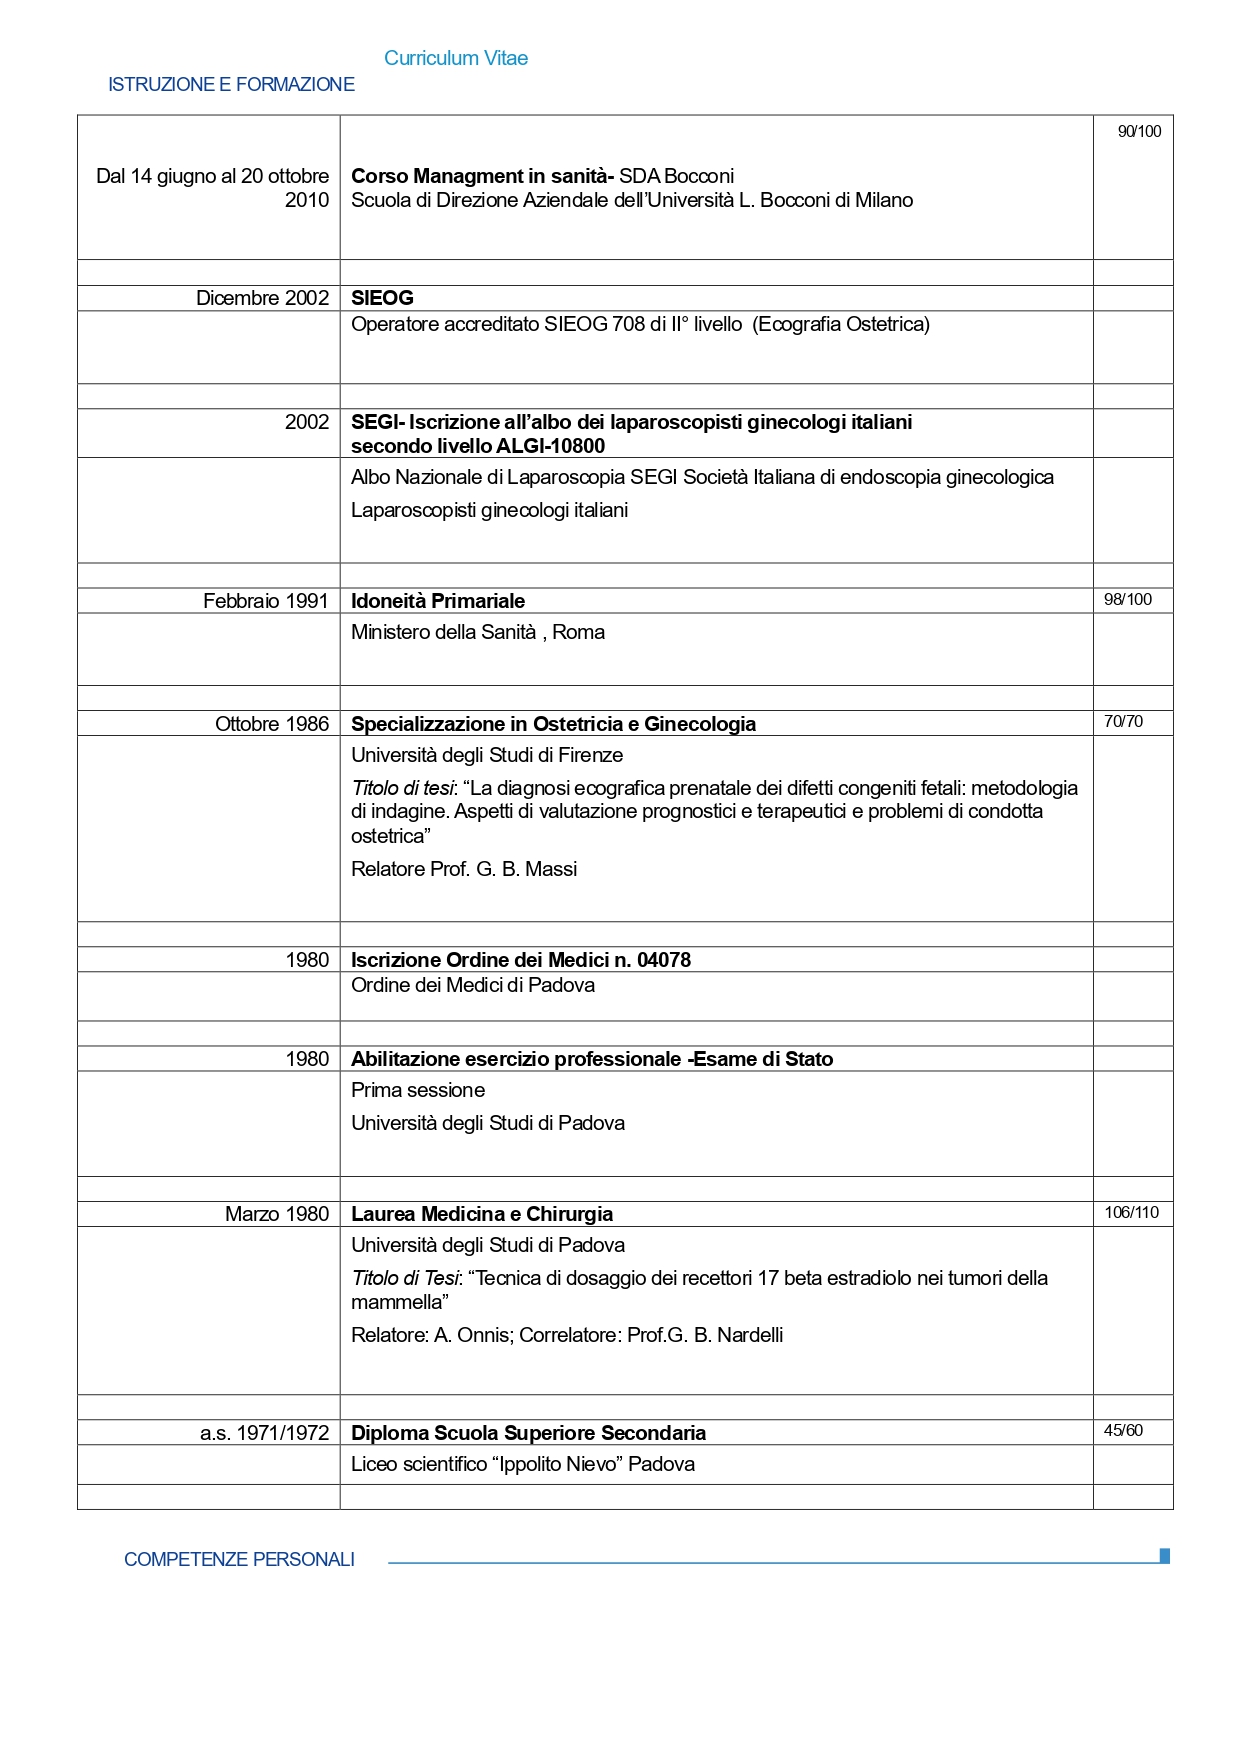 Curriculum Vitae
ISTRUZIONE E FORMAZIONE
90/100
Dal 14 giugno al 20 ottobre
2010
Corso Managment in sanità- SDA Bocconi
Scuola di Direzione Aziendale dell’Università L. Bocconi di Milano
Dicembre 2002
SIEOG
Operatore accreditato SIEOG 708 di II° livello  (Ecografia Ostetrica)
2002
SEGI- Iscrizione all’albo dei laparoscopisti ginecologi italiani
secondo livello ALGI-10800
Albo Nazionale di Laparoscopia SEGI Società Italiana di endoscopia ginecologica
Laparoscopisti ginecologi italiani
Febbraio 1991
Idoneità Primariale
98/100
Ministero della Sanità , Roma
Ottobre 1986
Specializzazione in Ostetricia e Ginecologia
70/70
Università degli Studi di Firenze
Titolo di tesi: “La diagnosi ecografica prenatale dei difetti congeniti fetali: metodologia
di indagine. Aspetti di valutazione prognostici e terapeutici e problemi di condotta
ostetrica”
Relatore Prof. G. B. Massi
1980
Iscrizione Ordine dei Medici n. 04078
Ordine dei Medici di Padova
1980
Abilitazione esercizio professionale -Esame di Stato
Prima sessione
Università degli Studi di Padova
Marzo 1980
Laurea Medicina e Chirurgia
106/110
Università degli Studi di Padova
Titolo di Tesi: “Tecnica di dosaggio dei recettori 17 beta estradiolo nei tumori della
mammella”
Relatore: A. Onnis; Correlatore: Prof.G. B. Nardelli
a.s. 1971/1972
Diploma Scuola Superiore Secondaria
45/60
Liceo scientifico “Ippolito Nievo” Padova
COMPETENZE PERSONALI